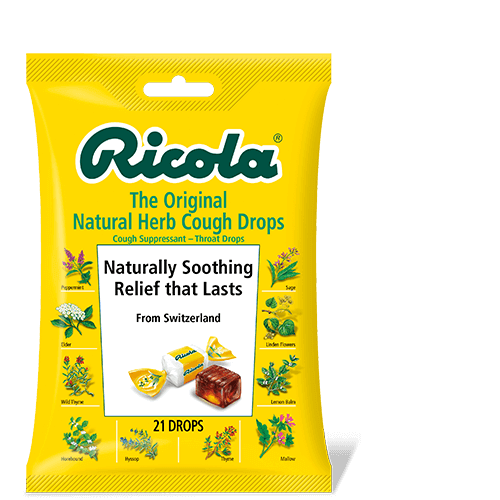 Ricola®
The Original
Natural Herb Cough Drops
Cough Suppressant – Throat Drops
Naturally Soothing
Relief that Lasts
From Switzerland
Peppermint
Sage
Elder
Linden Flowers
Wild Thyme
Lemon Balm
Horehound
Hyssop
Thyme
Mallow
Ricola
21 DROPS